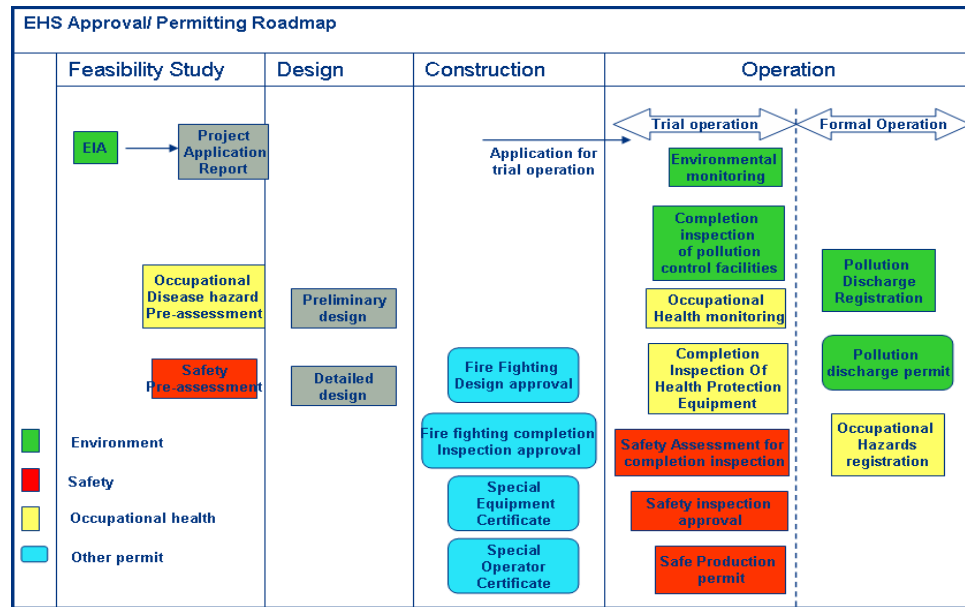 EHS Approval/ Permitting Roadmap
Feasibility Study
Design
Construction
Operation
Trial operation
Formal Operation
EIA
Project
Application
Report
Application for
trial operation
Environmental
monitoring
Completion
inspection
of pollution
control facilities
Pollution
Discharge
Registration
Occupational
Disease hazard
Pre-assessment
Preliminary
design
Occupational
Health monitoring
Safety
Pre-assessment
Detailed
design
Fire Fighting
Design approval
Completion
Inspection Of
Health Protection
Equipment
Pollution
discharge permit
Fire fighting completion
Inspection approval
Safety Assessment for
completion inspection
Occupational
Hazards
registration
Special
Equipment
Certificate
Safety inspection
approval
Special
Operator
Certificate
Safe Production
permit
Environment
Safety
Occupational health
Other permit